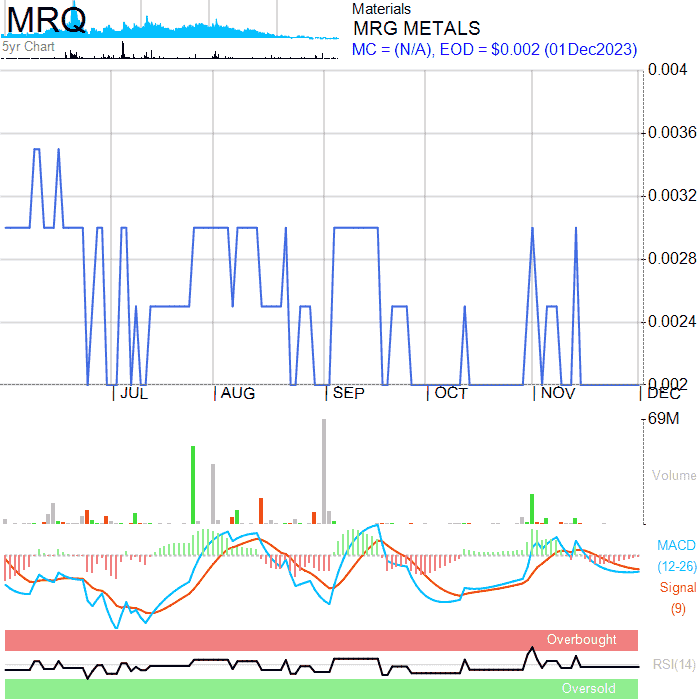 MRQ
5yr Chart
Materials
MRG METALS
MC = (N/A), EOD = $0.002 (01Dec2023)
0.004
0.0036
0.0032
0.0028
0.0024
0.002
JUL AUG SEP OCT NOV DEC
69M
Volume
MACD
(12-26)
Signal
(9)
Overbought
RSI(14)
Oversold